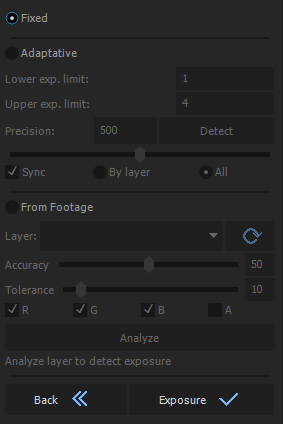 Fixed
Adaptative
Lower exp. limit: 1
Upper exp. limit: 4
Precision: 500 Detect
Sync By layer All
From Footage
Layer:
Accuracy 50
Tolerance 10
R G B A
Analyze
Analyze layer to detect exposure
Back Exposure